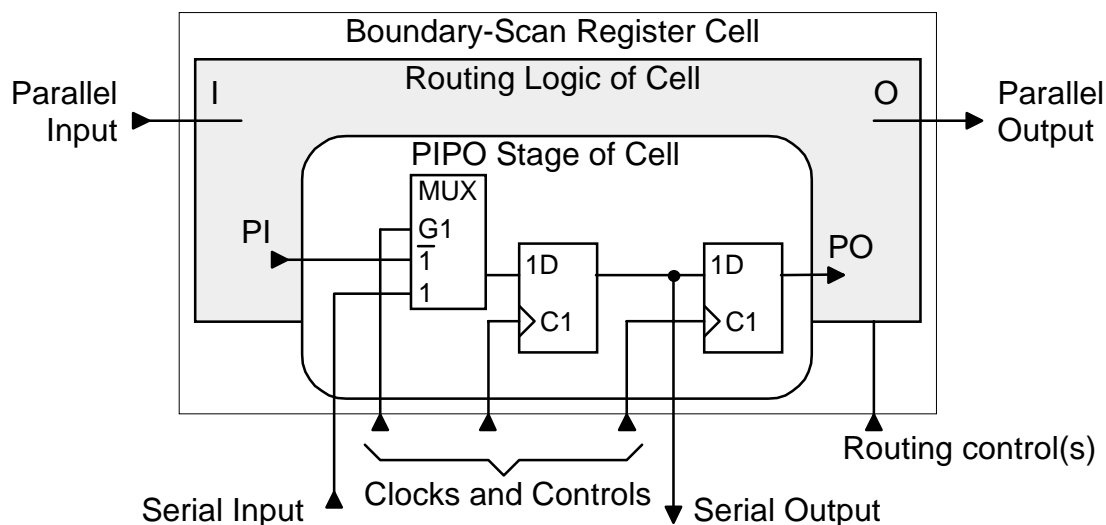 Boundary-Scan Register Cell
Routing Logic of Cell
Parallel
Input
I
O
Parallel
Output
PIPO Stage of Cell
MUX
G1
1̅
1
PI
1D
C1
1D
C1
PO
Routing control(s)
Clocks and Controls
Serial Input
Serial Output